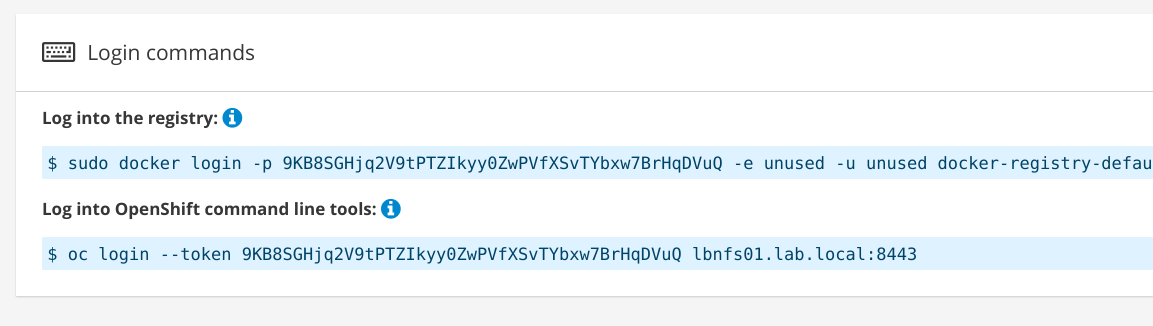 Login commands
Log into the registry:
$ sudo docker login -p 9KB8SGHjq2V9tPTZIkyy0ZwPVfXSvTYbxw7BrHqDVuQ -e unused -u unused docker-registry-defau
Log into OpenShift command line tools:
$ oc login --token 9KB8SGHjq2V9tPTZIkyy0ZwPVfXSvTYbxw7BrHqDVuQ lbnfs01.lab.local:8443